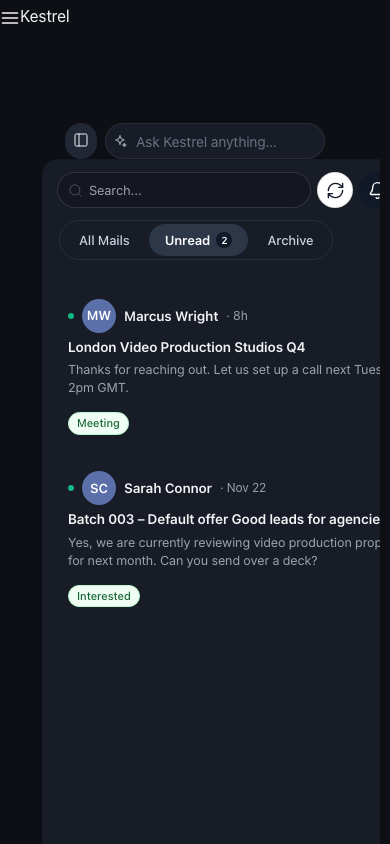 Kestrel
Ask Kestrel anything...
Search...
All Mails
Unread 2
Archive
MW Marcus Wright · 8h
London Video Production Studios Q4
Thanks for reaching out. Let us set up a call next Tues
2pm GMT.
Meeting
SC Sarah Connor · Nov 22
Batch 003 – Default offer Good leads for agencie
Yes, we are currently reviewing video production prop
for next month. Can you send over a deck?
Interested